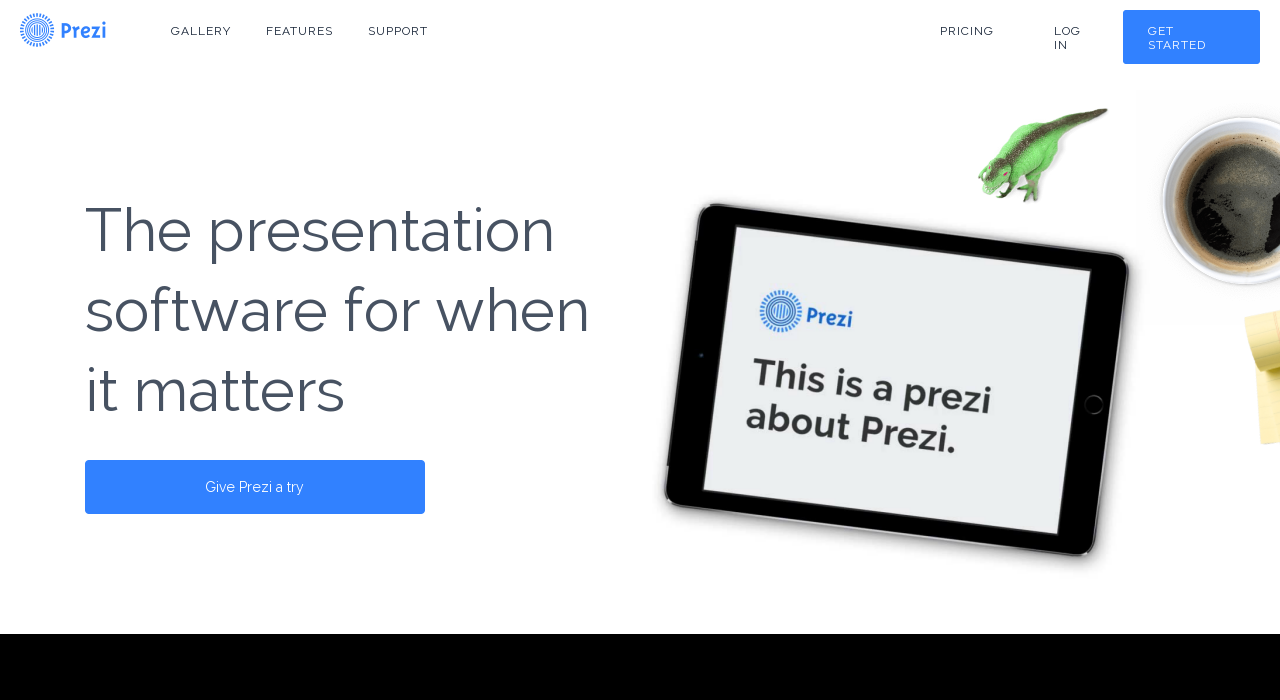 Prezi
GALLERY
FEATURES
SUPPORT
PRICING
LOG
IN
GET
STARTED
The presentation
software for when
it matters
Give Prezi a try
Prezi
This is a prezi
about Prezi.